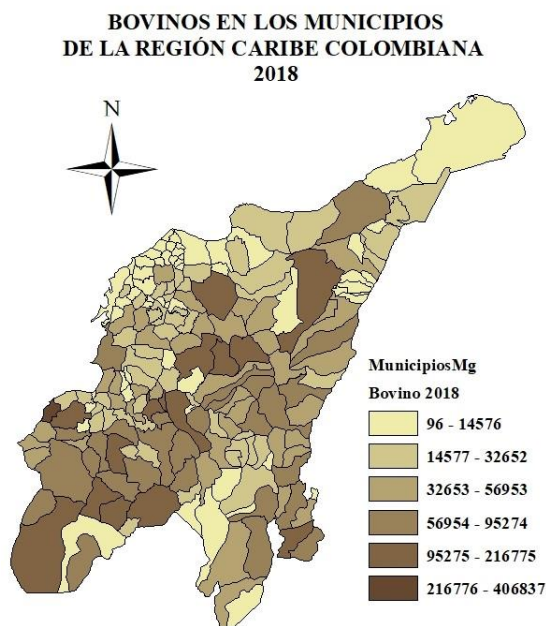 BOVINOS EN LOS MUNICIPIOS
DE LA REGIÓN CARIBE COLOMBIANA
2018
N
MunicipiosMg
Bovino 2018
96 - 14576
14577 - 32652
32653 - 56953
56954 - 95274
95275 - 216775
216776 - 406837